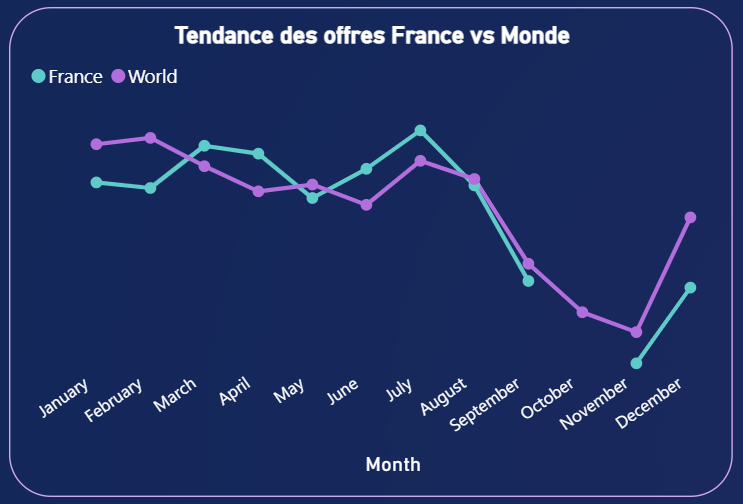 Tendance des offres France vs Monde
France World
January
February
March
April
May
June
July
August
September
October
November
December
Month